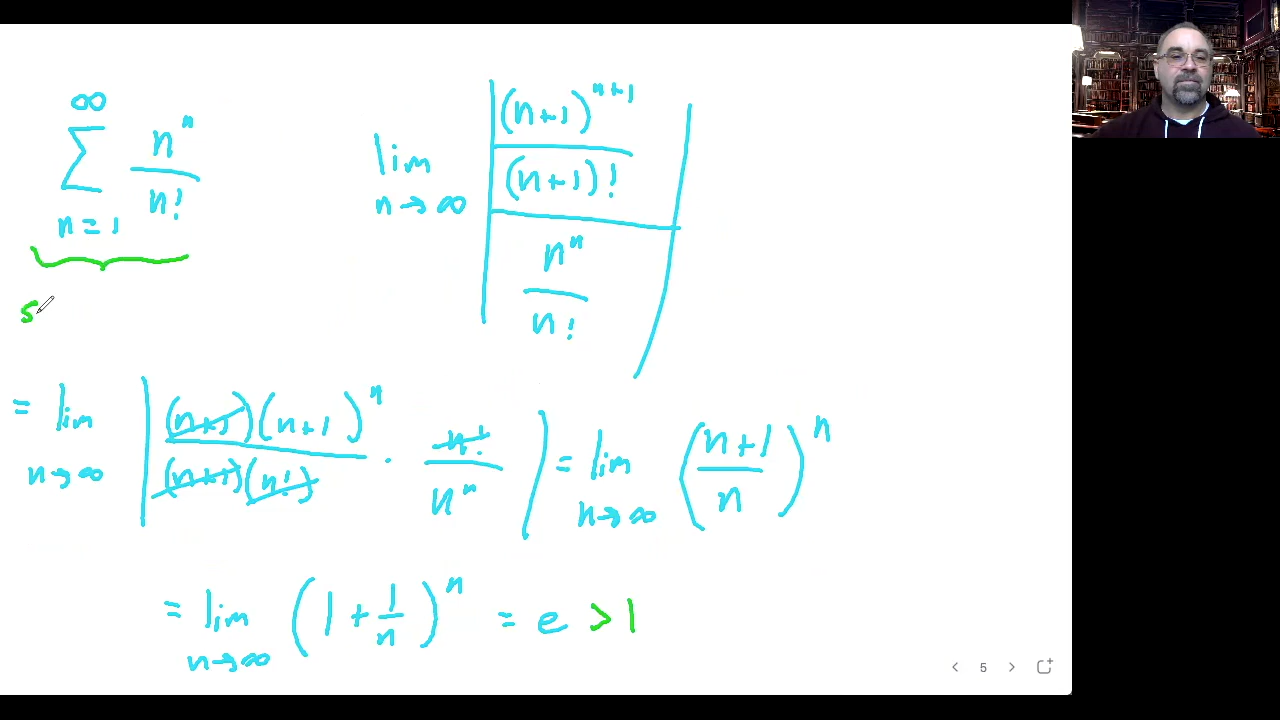 ∞
∑ n^n / n!
n = 1
s
lim n→∞ | ((n+1)^(n+1) / (n+1)!) / (n^n / n!) |
= lim n→∞ | (n+1)(n+1)^n / (n+1)(n!) · n! / n^n | = lim n→∞ ((n+1) / n)^n
= lim n→∞ (1 + 1/n)^n = e > 1
< 5 >